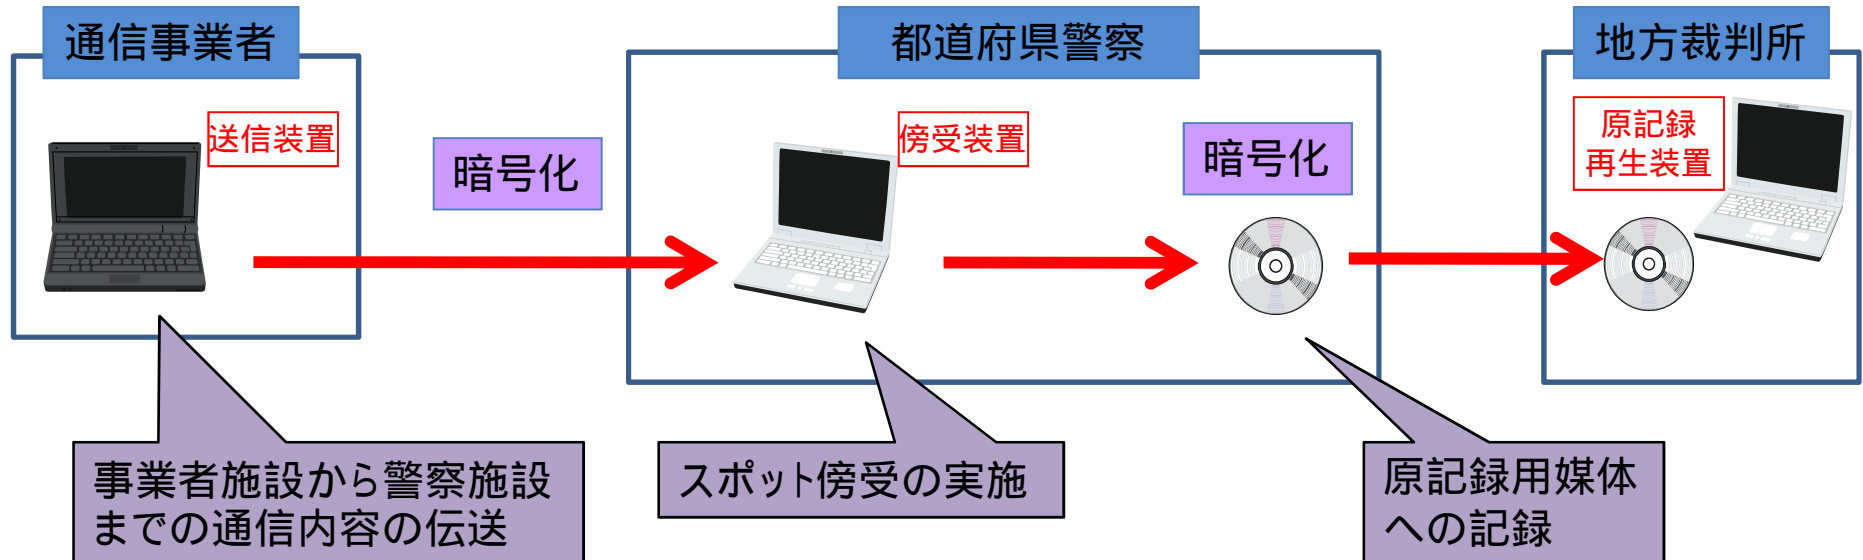 通信事業者
都道府県警察
地方裁判所
送信装置
暗号化
傍受装置
暗号化
原記録
再生装置
事業者施設から警察施設
までの通信内容の伝送
スポット傍受の実施
原記録用媒体
への記録